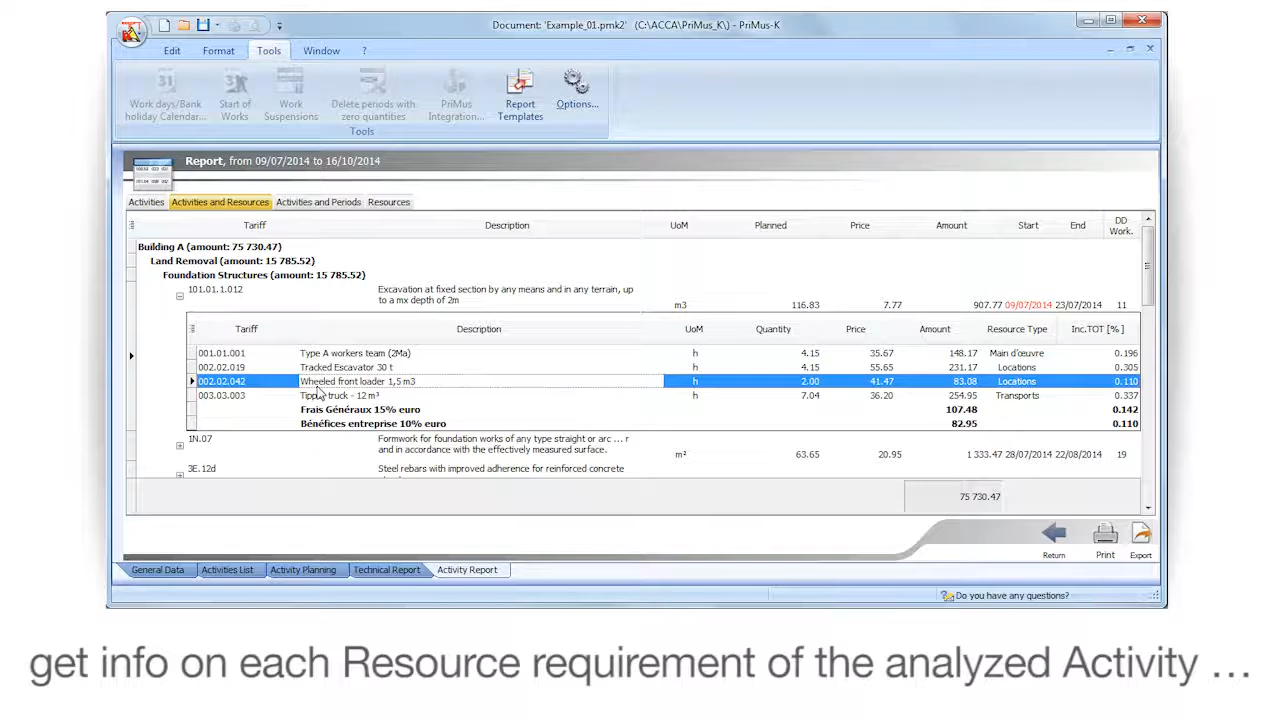 Document: 'Example_01.pmk2' (C:\ACCA\PriMus_K\) - PriMus-K
Edit Format Tools Window ?
Work days/Bank holiday Calendar...
Start of Works
Work Suspensions
Delete periods with zero quantities
PriMus Integration...
Report Templates
Options...
Tools
Report, from 09/07/2014 to 16/10/2014
Activities Activities and Resources Activities and Periods Resources
Tariff Description UoM Planned Price Amount Start End DD Work.
Building A (amount: 75 730.47)
Land Removal (amount: 15 785.52)
Foundation Structures (amount: 15 785.52)
101.01.1.012 Excavation at fixed section by any means and in any terrain, up
to a mx depth of 2m m3 116.83 7.77 907.77 09/07/2014 23/07/2014 11
Tariff Description UoM Quantity Price Amount Resource Type Inc.TOT [%]
001.01.001 Type A workers team (2Ma) h 4.15 35.67 148.17 Main d'œuvre 0.196
002.02.019 Tracked Escavator 30 t h 4.15 55.65 231.17 Locations 0.305
002.02.042 Wheeled front loader 1,5 m3 h 2.00 41.47 83.08 Locations 0.110
003.03.003 truck - 12 m³ h 7.04 36.20 254.95 Transports 0.337
Frais Généraux 15% euro 107.48 0.142
Bénéfices entreprise 10% euro 82.95 0.110
1N.07 Formwork for foundation works of any type straight or arc ... r
and in accordance with the effectively measured surface. m² 63.65 20.95 1 333.47 28/07/2014 22/08/2014 19
3E.12d Steel rebars with improved adherence for reinforced concrete
75 730.47
Return Print Export
General Data Activities List Activity Planning Technical Report Activity Report
Do you have any questions?
get info on each Resource requirement of the analyzed Activity ...